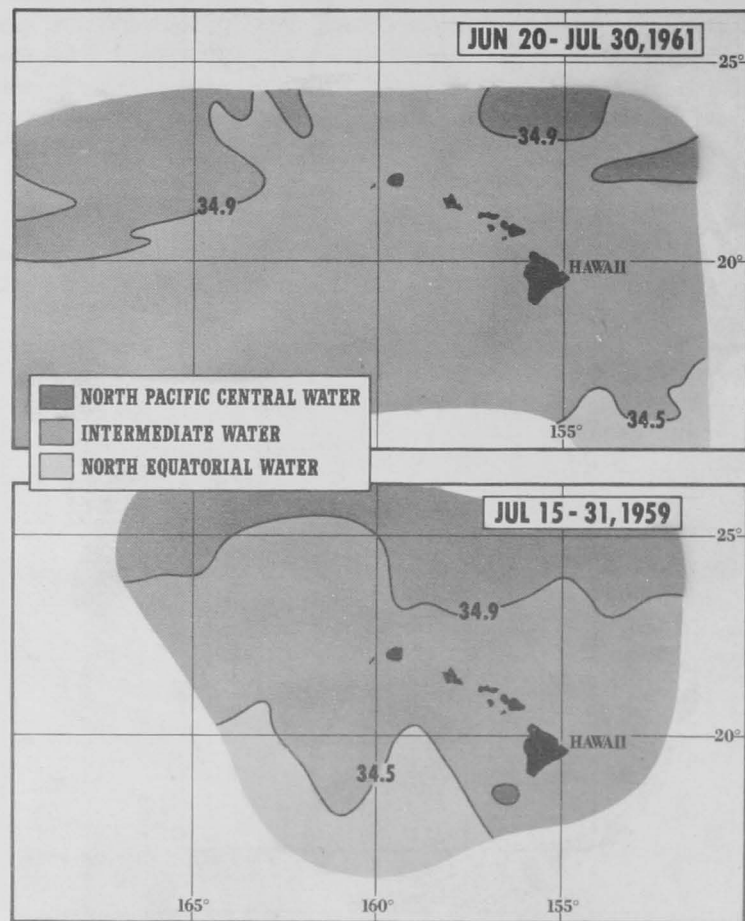 JUN 20 - JUL 30, 1961
25°
34.9
34.9
HAWAII
20°
NORTH PACIFIC CENTRAL WATER
INTERMEDIATE WATER
NORTH EQUATORIAL WATER
34.5
155°
JUL 15 - 31, 1959
25°
34.9
20°
HAWAII
34.5
165°
160°
155°